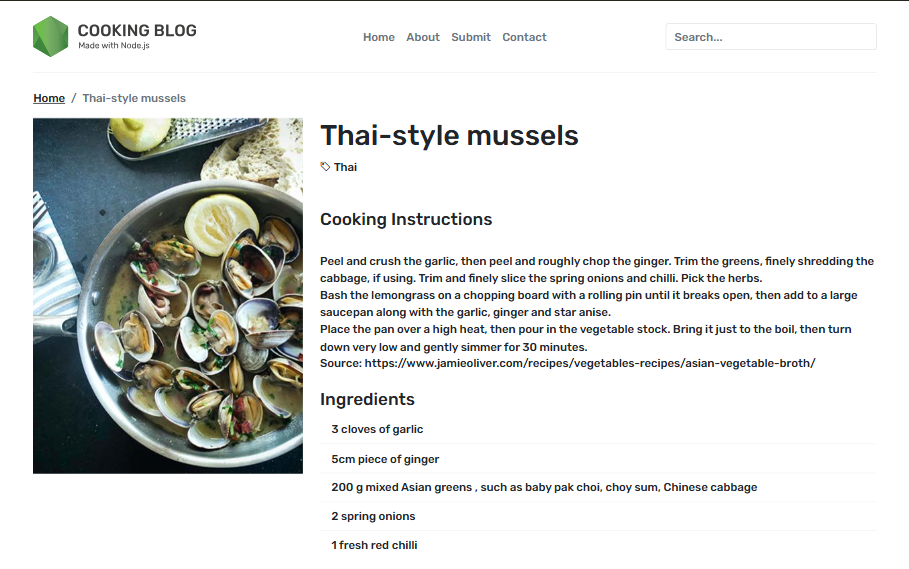 COOKING BLOG
Made with Node.js
Home About Submit Contact
Search...
Home / Thai-style mussels
Thai-style mussels
Thai
Cooking Instructions
Peel and crush the garlic, then peel and roughly chop the ginger. Trim the greens, finely shredding the
cabbage, if using. Trim and finely slice the spring onions and chilli. Pick the herbs.
Bash the lemongrass on a chopping board with a rolling pin until it breaks open, then add to a large
saucepan along with the garlic, ginger and star anise.
Place the pan over a high heat, then pour in the vegetable stock. Bring it just to the boil, then turn
down very low and gently simmer for 30 minutes.
Source: https://www.jamieoliver.com/recipes/vegetables-recipes/asian-vegetable-broth/
Ingredients
3 cloves of garlic
5cm piece of ginger
200 g mixed Asian greens , such as baby pak choi, choy sum, Chinese cabbage
2 spring onions
1 fresh red chilli